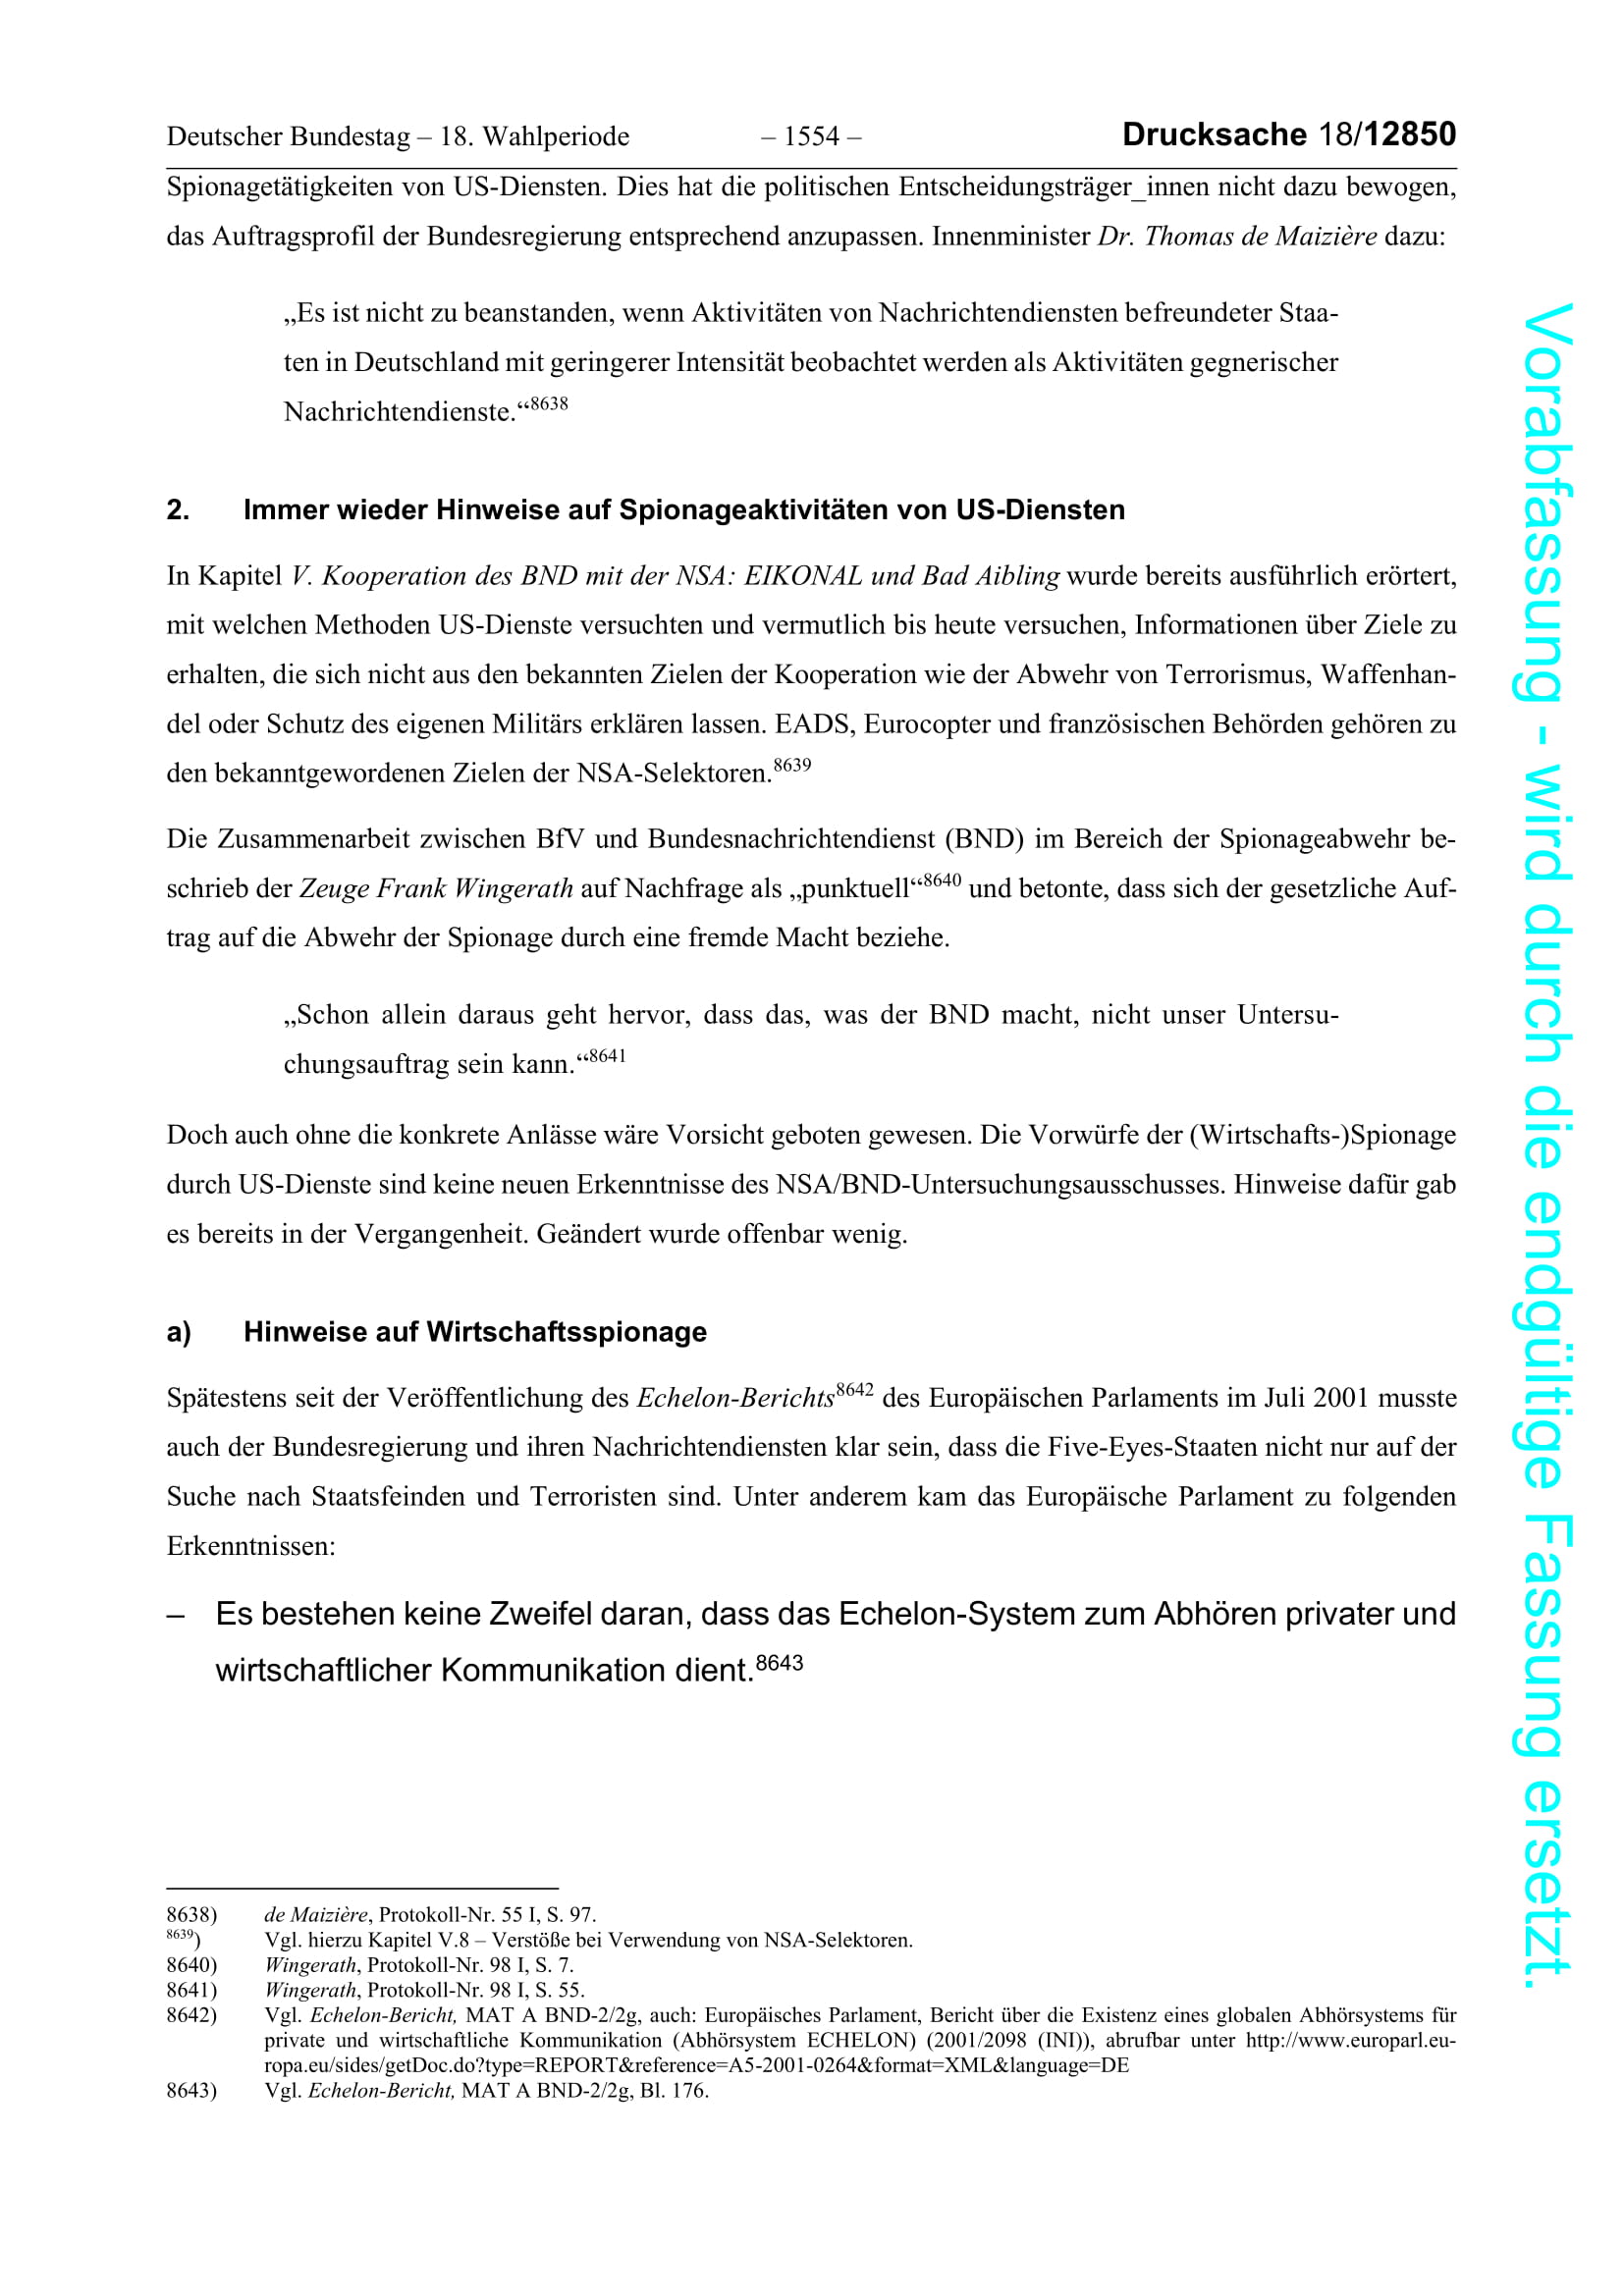 Deutscher Bundestag – 18. Wahlperiode – 1554 – Drucksache 18/12850
Spionagetätigkeiten von US-Diensten. Dies hat die politischen Entscheidungsträger_innen nicht dazu bewogen,
das Auftragsprofil der Bundesregierung entsprechend anzupassen. Innenminister Dr. Thomas de Maizière dazu:
„Es ist nicht zu beanstanden, wenn Aktivitäten von Nachrichtendiensten befreundeter Staa-
ten in Deutschland mit geringerer Intensität beobachtet werden als Aktivitäten gegnerischer
Nachrichtendienste.“8638
2. Immer wieder Hinweise auf Spionageaktivitäten von US-Diensten
In Kapitel V. Kooperation des BND mit der NSA: EIKONAL und Bad Aibling wurde bereits ausführlich erörtert,
mit welchen Methoden US-Dienste versuchten und vermutlich bis heute versuchen, Informationen über Ziele zu
erhalten, die sich nicht aus den bekannten Zielen der Kooperation wie der Abwehr von Terrorismus, Waffenhan-
del oder Schutz des eigenen Militärs erklären lassen. EADS, Eurocopter und französischen Behörden gehören zu
den bekanntgewordenen Zielen der NSA-Selektoren.8639
Die Zusammenarbeit zwischen BfV und Bundesnachrichtendienst (BND) im Bereich der Spionageabwehr be-
schrieb der Zeuge Frank Wingerath auf Nachfrage als „punktuell“8640 und betonte, dass sich der gesetzliche Auf-
trag auf die Abwehr der Spionage durch eine fremde Macht beziehe.
„Schon allein daraus geht hervor, dass das, was der BND macht, nicht unser Untersu-
chungsauftrag sein kann.“8641
Doch auch ohne die konkrete Anlässe wäre Vorsicht geboten gewesen. Die Vorwürfe der (Wirtschafts-)Spionage
durch US-Dienste sind keine neuen Erkenntnisse des NSA/BND-Untersuchungsausschusses. Hinweise dafür gab
es bereits in der Vergangenheit. Geändert wurde offenbar wenig.
a) Hinweise auf Wirtschaftsspionage
Spätestens seit der Veröffentlichung des Echelon-Berichts8642 des Europäischen Parlaments im Juli 2001 musste
auch der Bundesregierung und ihren Nachrichtendiensten klar sein, dass die Five-Eyes-Staaten nicht nur auf der
Suche nach Staatsfeinden und Terroristen sind. Unter anderem kam das Europäische Parlament zu folgenden
Erkenntnissen:
– Es bestehen keine Zweifel daran, dass das Echelon-System zum Abhören privater und
wirtschaftlicher Kommunikation dient.8643
8638) de Maizière, Protokoll-Nr. 55 I, S. 97.
8639) Vgl. hierzu Kapitel V.8 – Verstöße bei Verwendung von NSA-Selektoren.
8640) Wingerath, Protokoll-Nr. 98 I, S. 7.
8641) Wingerath, Protokoll-Nr. 98 I, S. 55.
8642) Vgl. Echelon-Bericht, MAT A BND-2/2g, auch: Europäisches Parlament, Bericht über die Existenz eines globalen Abhörsystems für
private und wirtschaftliche Kommunikation (Abhörsystem ECHELON) (2001/2098 (INI)), abrufbar unter http://www.europarl.eu-
ropa.eu/sides/getDoc.do?type=REPORT&reference=A5-2001-0264&format=XML&language=DE
8643) Vgl. Echelon-Bericht, MAT A BND-2/2g, Bl. 176.
Vorabfassung - wird durch die endgültige Fassung ersetzt.